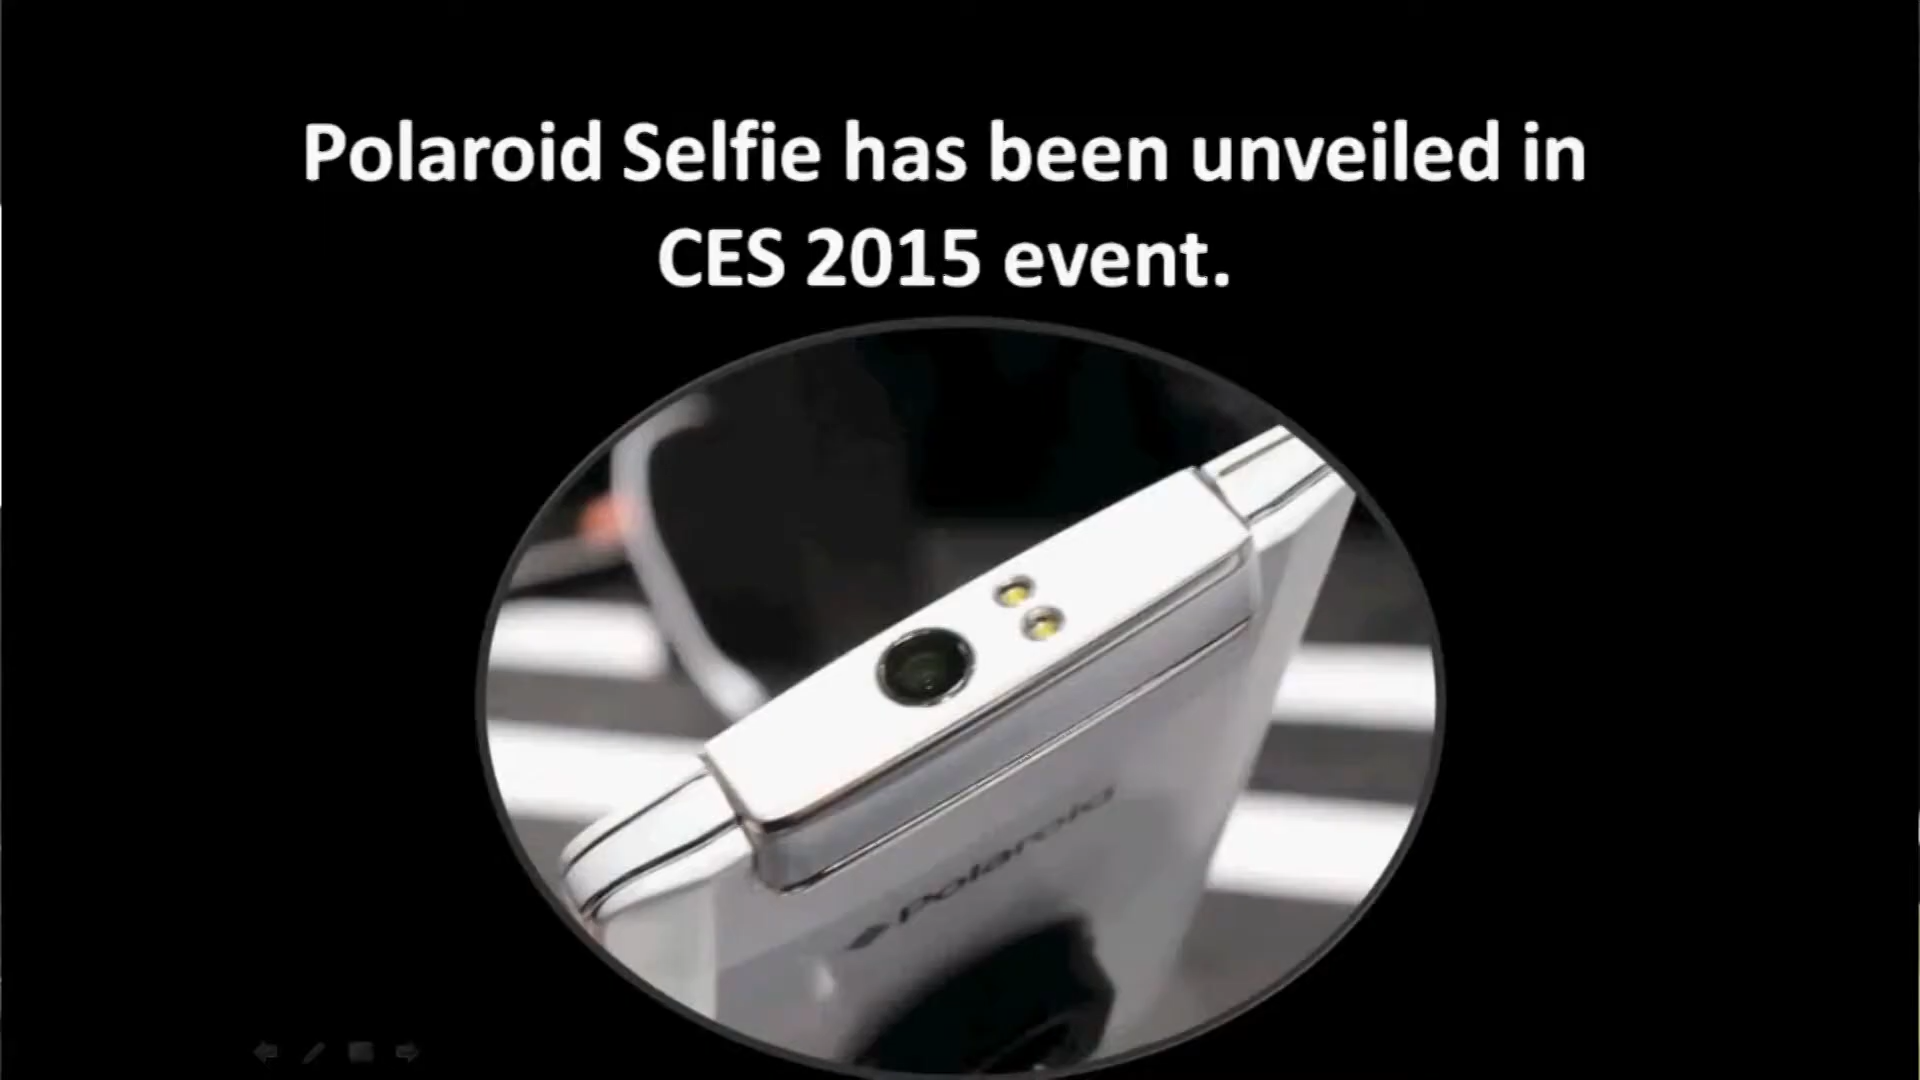 Polaroid Selfie has been unveiled in
CES 2015 event.
polaroid